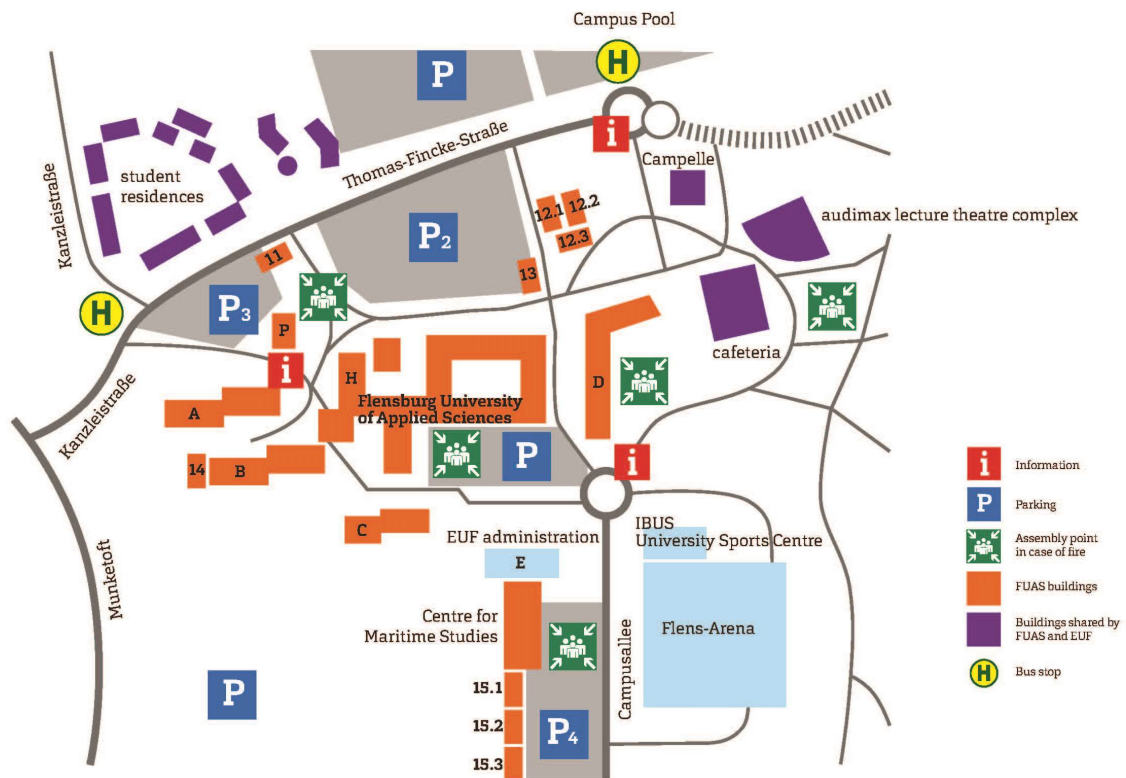 Campus Pool
H
P
i
Thomas-Fincke-Straße
Campelle
student
residences
Kanzleistraße
12.1
12.2
12.3
audimax lecture theatre complex
P2
11
13
H
P3
P
cafeteria
i
H
D
A
Flensburg University
of Applied Sciences
Kanzleistraße
P
i
14
B
C
IBUS
University Sports Centre
EUF administration
E
Munketoft
Centre for
Maritime Studies
Flens-Arena
Campusallee
P
15.1
15.2
P4
15.3
i
Information
P
Parking
Assembly point
in case of fire
FUAS buildings
Buildings shared by
FUAS and EUF
H
Bus stop